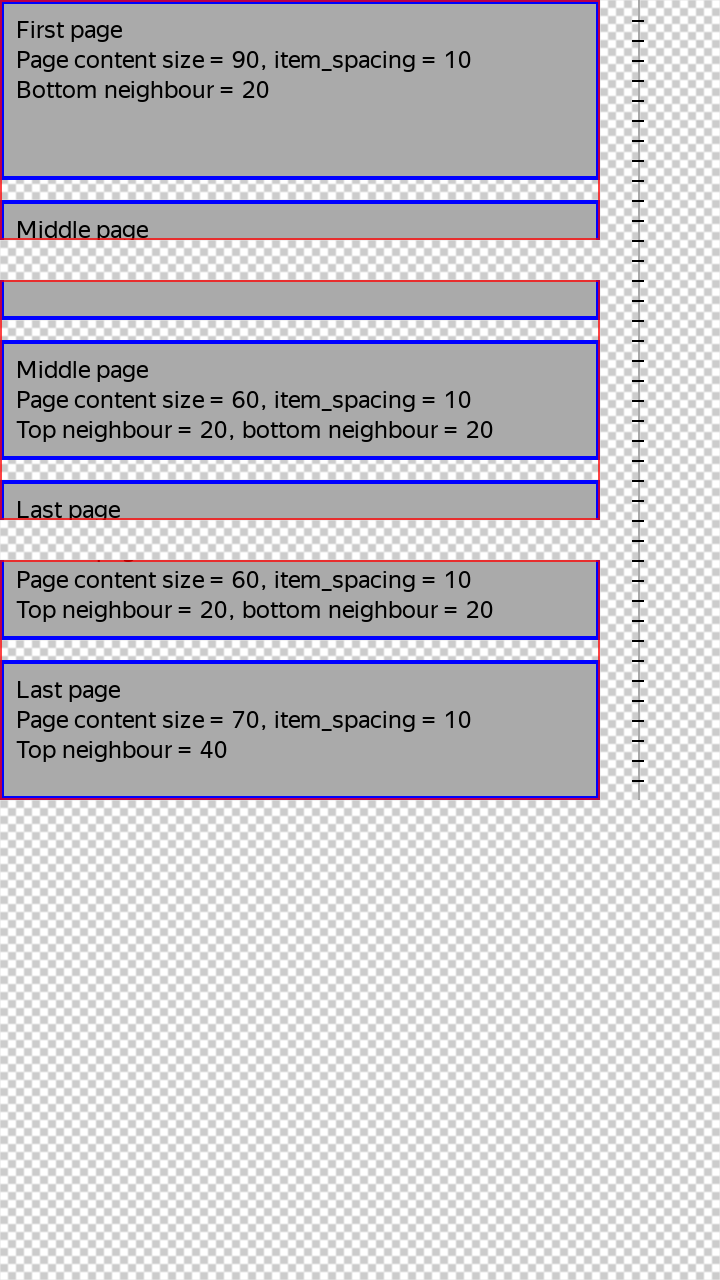 First page
Page content size = 90, item_spacing = 10
Bottom neighbour = 20
Middle page
Middle page
Page content size = 60, item_spacing = 10
Top neighbour = 20, bottom neighbour = 20
Last page
Page content size = 60, item_spacing = 10
Top neighbour = 20, bottom neighbour = 20
Last page
Page content size = 70, item_spacing = 10
Top neighbour = 40